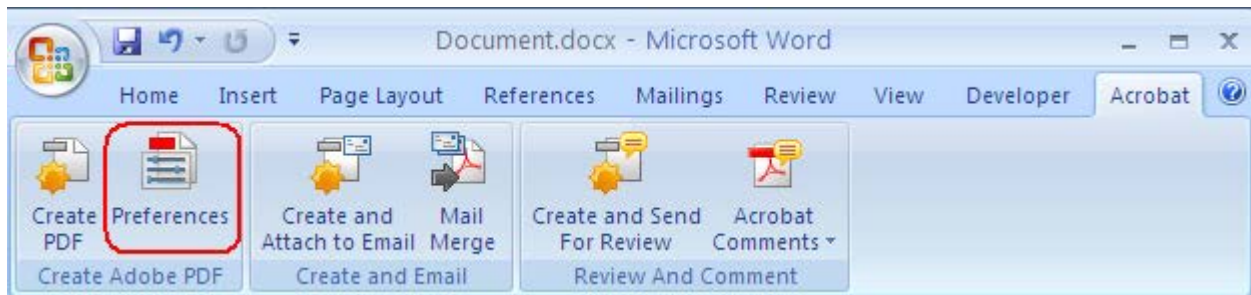 Document.docx - Microsoft Word
Home Insert Page Layout References Mailings Review View Developer Acrobat
Create PDF
Preferences
Create and Attach to Email
Mail Merge
Create and Send For Review
Acrobat Comments
Create Adobe PDF
Create and Email
Review And Comment